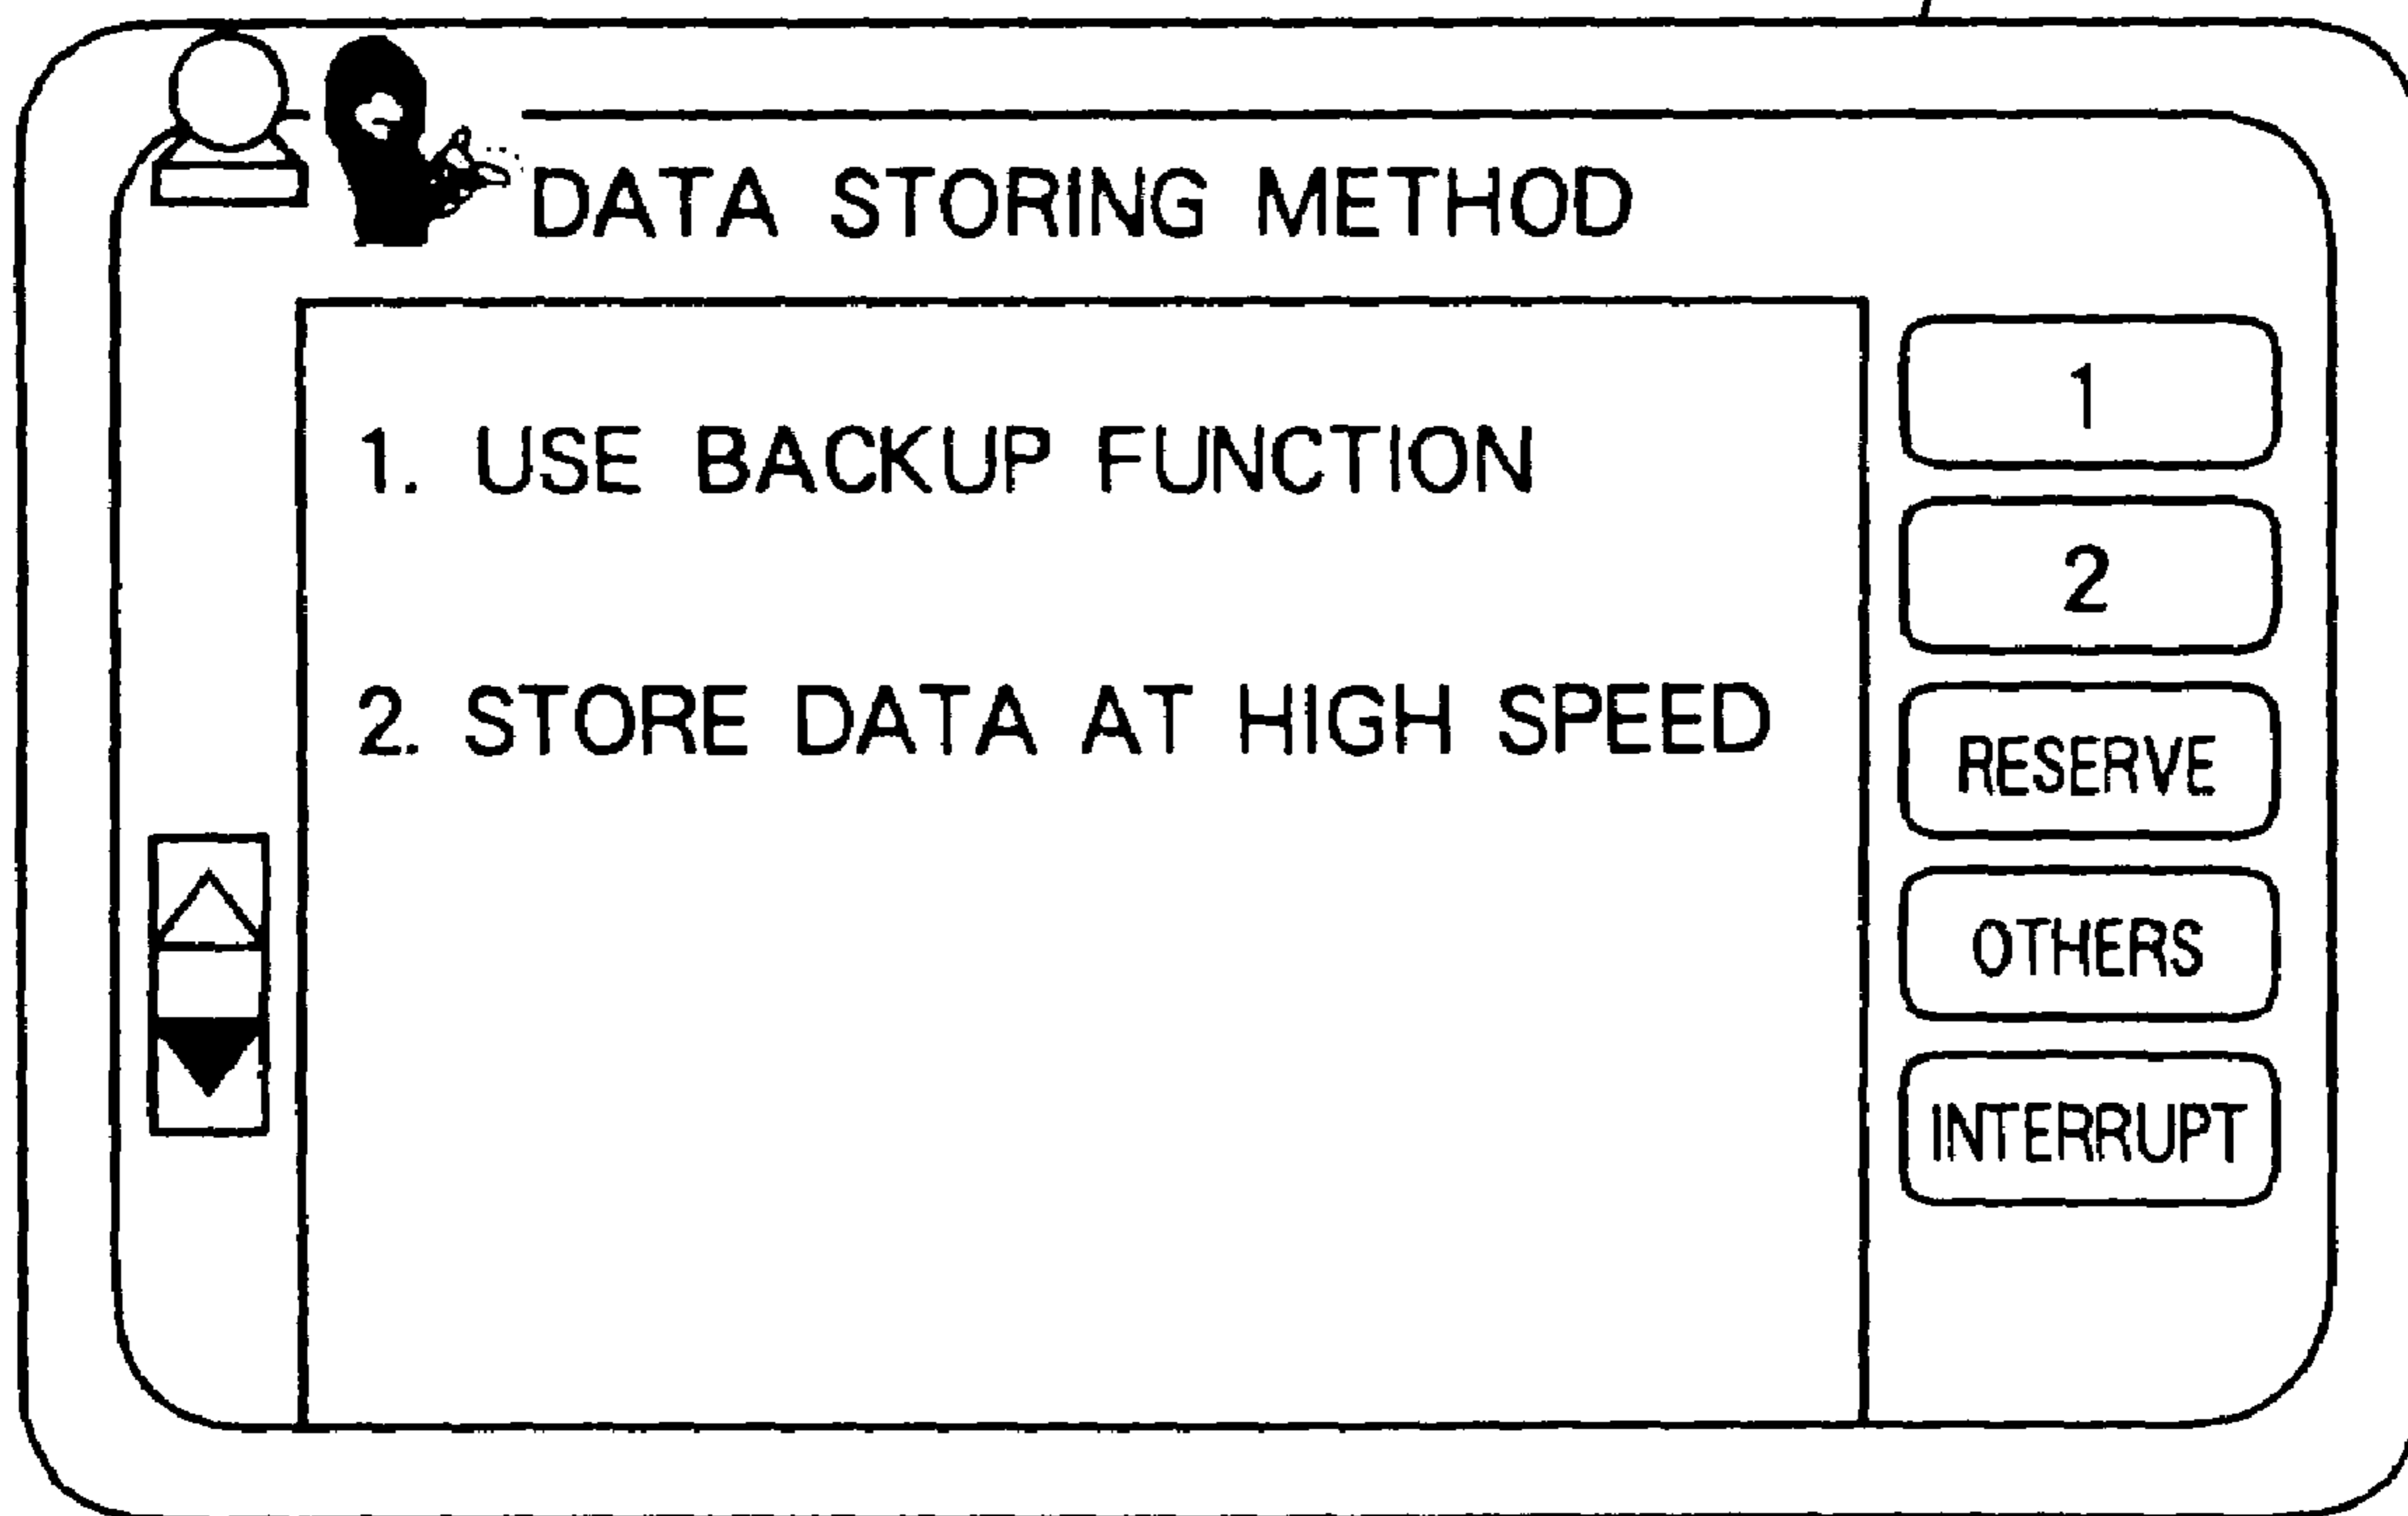 DATA STORING METHOD
1. USE BACKUP FUNCTION
2. STORE DATA AT HIGH SPEED
1
2
RESERVE
OTHERS
INTERRUPT